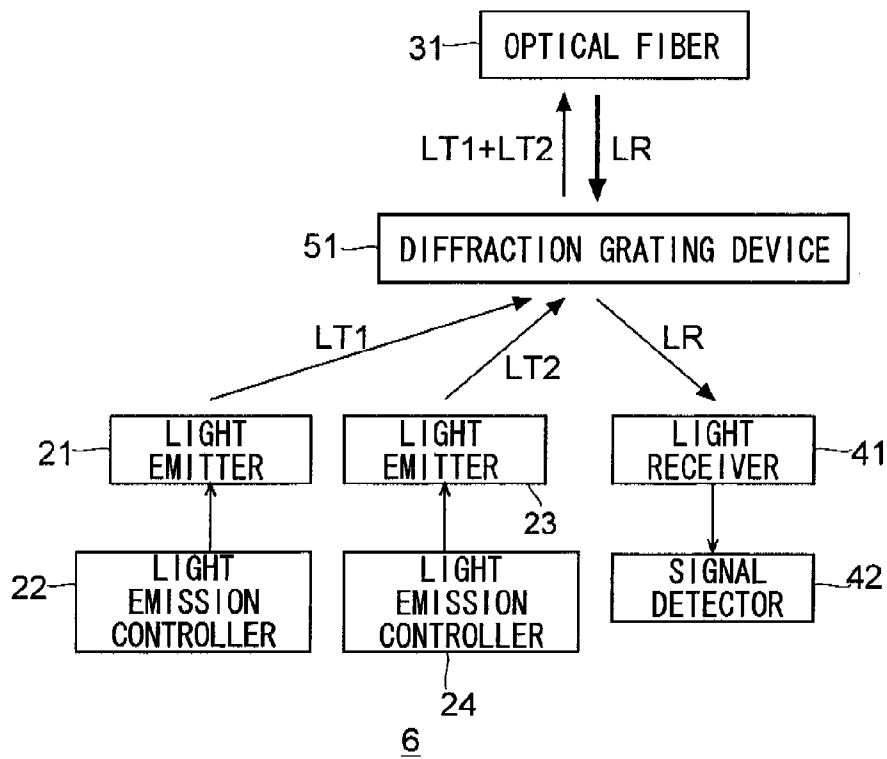 31
OPTICAL FIBER
LT1+LT2
LR
51
DIFFRACTION GRATING DEVICE
LT1
LT2
LR
21
LIGHT
EMITTER
LIGHT
EMITTER
23
LIGHT
RECEIVER
41
22
LIGHT
EMISSION
CONTROLLER
LIGHT
EMISSION
CONTROLLER
24
SIGNAL
DETECTOR
42
6